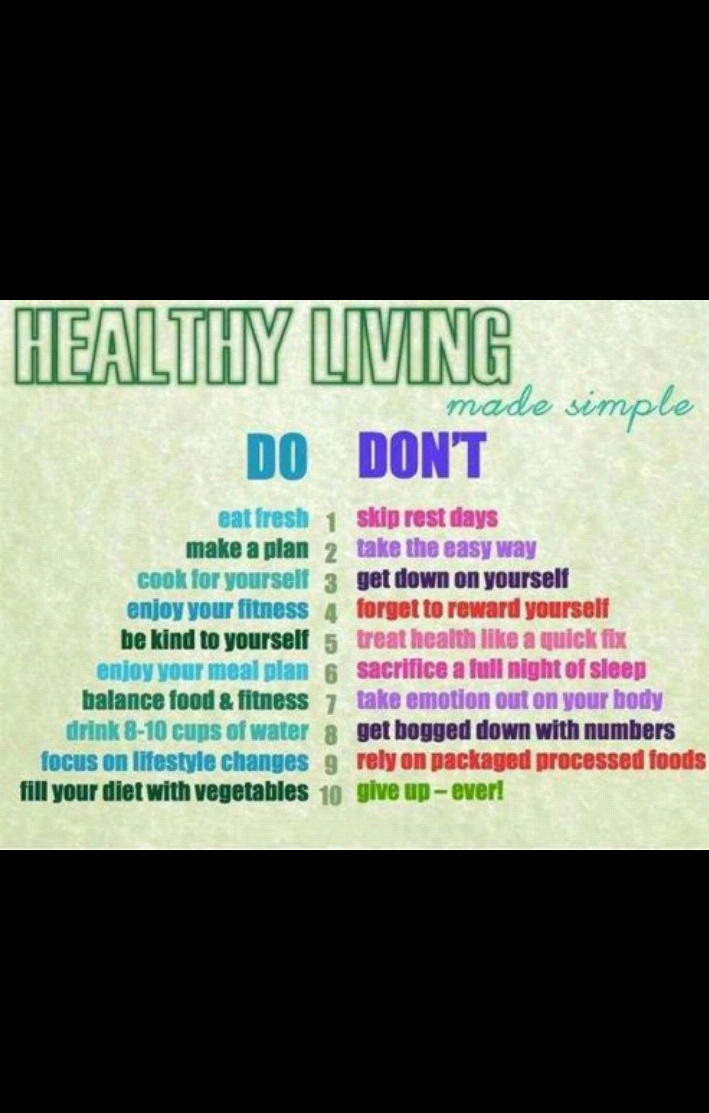 HEALTHY LIVING
made simple
DO DON'T
eat fresh 1 skip rest days
make a plan 2 take the easy way
cook for yourself 3 get down on yourself
enjoy your fitness 4 forget to reward yourself
be kind to yourself 5 treat health like a quick fix
enjoy your meal plan 6 sacrifice a full night of sleep
balance food & fitness 7 take emotion out on your body
drink 8-10 cups of water 8 get bogged down with numbers
focus on lifestyle changes 9 rely on packaged processed foods
fill your diet with vegetables 10 give up – ever!